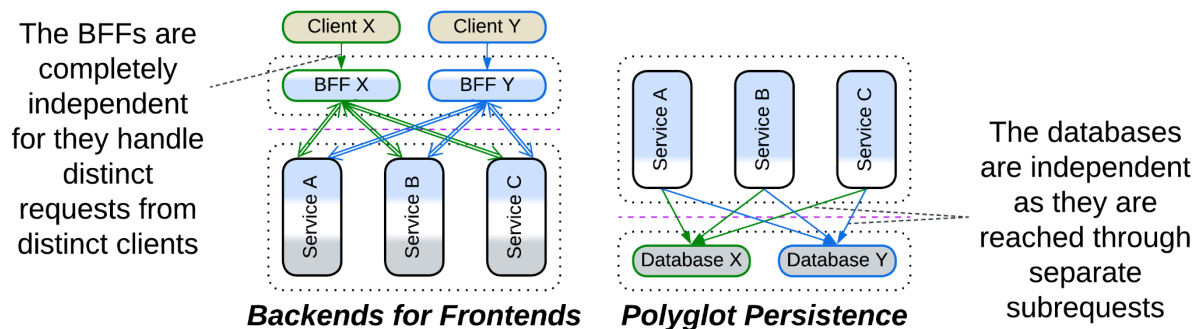 The BFFs are
completely
independent
for they handle
distinct
requests from
distinct clients
Client X
Client Y
BFF X
BFF Y
Service A
Service B
Service C
Backends for Frontends
Service A
Service B
Service C
Database X
Database Y
Polyglot Persistence
The databases
are independent
as they are
reached through
separate
subrequests